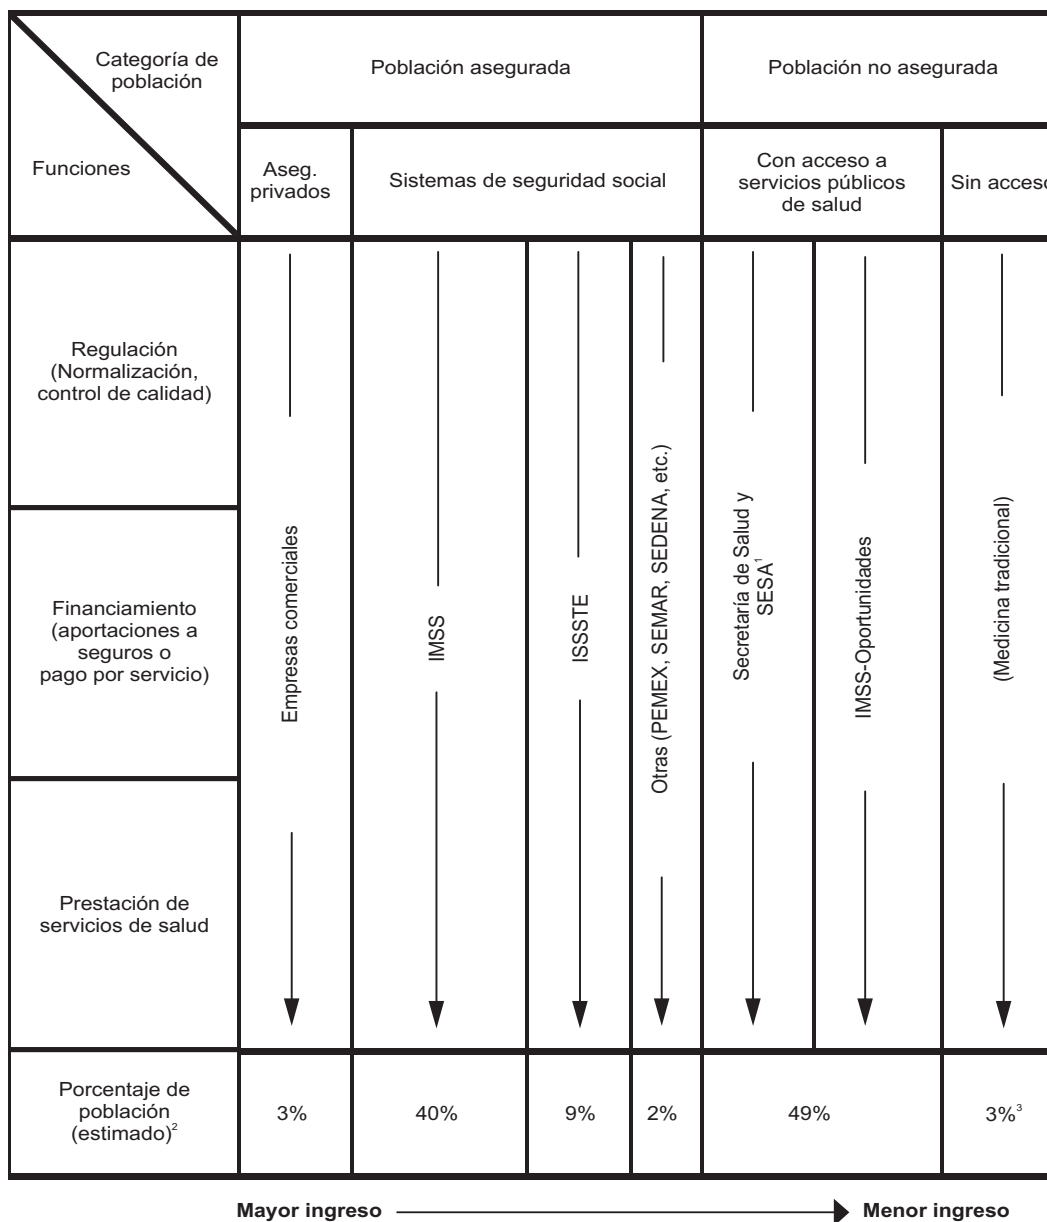 Categoría de
población
Funciones
Población asegurada
Población no asegurada
Aseg.
privados
Sistemas de seguridad social
Con acceso a
servicios públicos
de salud
Sin acceso
Regulación
(Normalización,
control de calidad)
Financiamiento
(aportaciones a
seguros o
pago por servicio)
Prestación de
servicios de salud
Empresas comerciales
IMSS
ISSSTE
Otras (PEMEX, SEMAR, SEDENA, etc.)
Secretaría de Salud y
SESA¹
IMSS-Oportunidades
(Medicina tradicional)
Porcentaje de
población
(estimado)²
3%
40%
9%
2%
49%
3%³
Mayor ingreso
Menor ingreso